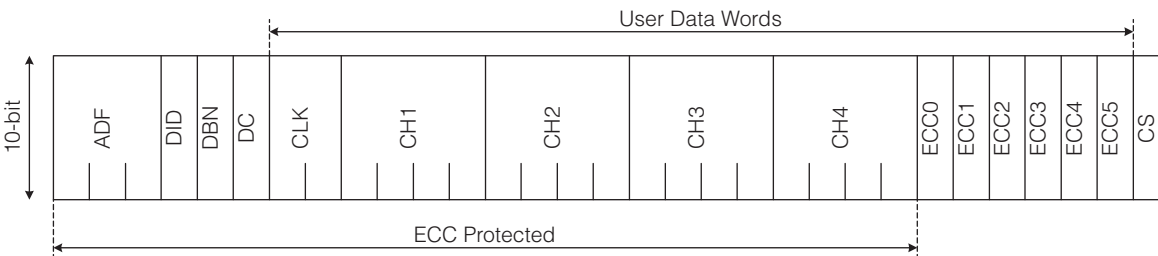 User Data Words
10-bit
ADF
DID
DBN
DC
CLK
CH1
CH2
CH3
CH4
ECC0
ECC1
ECC2
ECC3
ECC4
ECC5
CS
ECC Protected